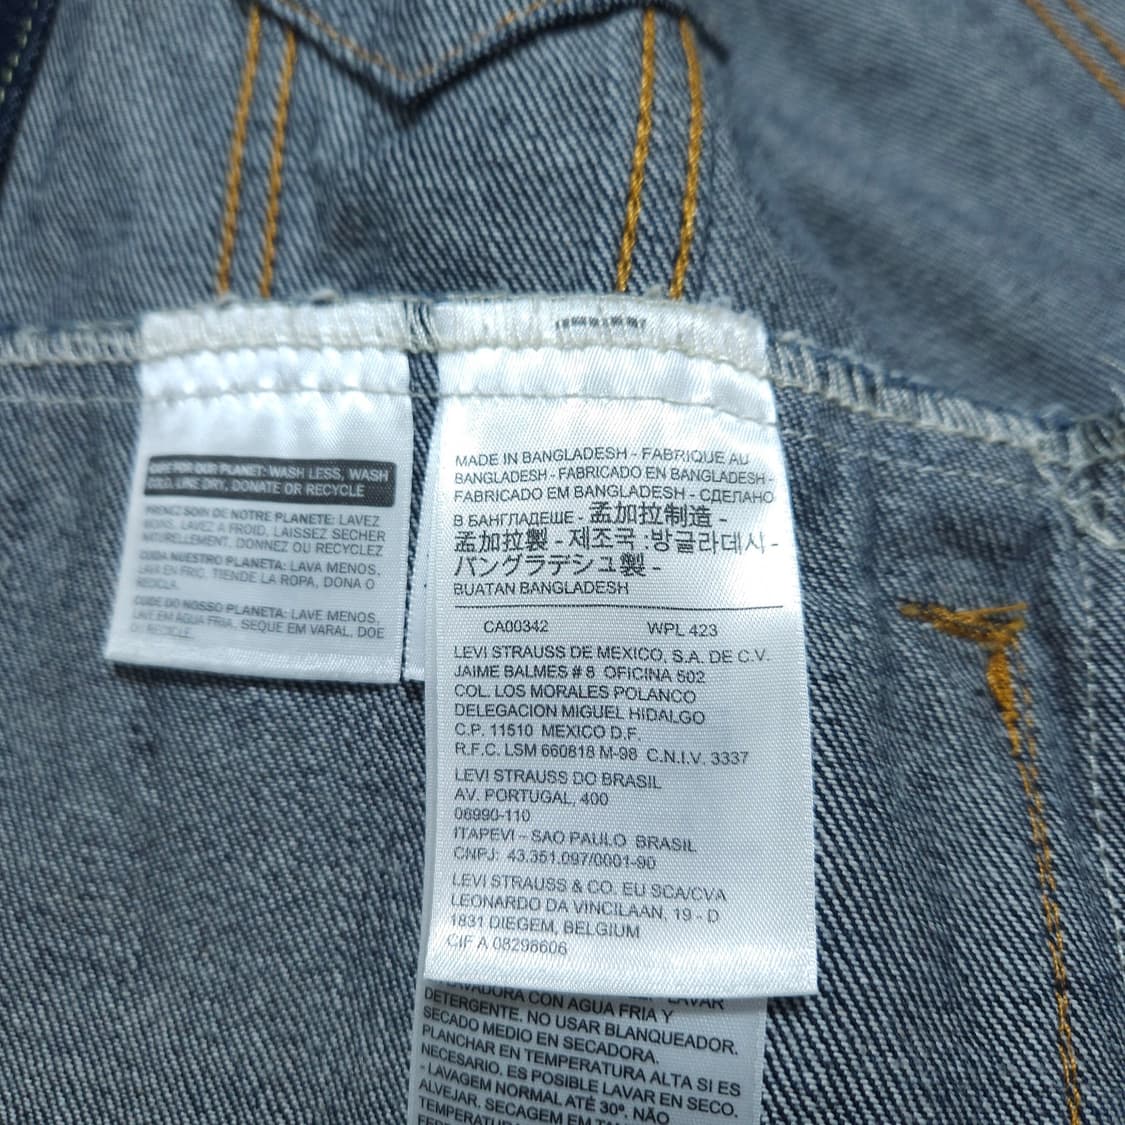 CARE FOR OUR PLANET: WASH LESS, WASH
COLD, LINE DRY, DONATE OR RECYCLE
PRENEZ SOIN DE NOTRE PLANETE: LAVEZ
MOINS, LAVEZ A FROID, LAISSEZ SECHER
NATURELLEMENT, DONNEZ OU RECYCLEZ
CUIDA NUESTRO PLANETA: LAVA MENOS,
LAVA EN FRIO, TIENDE LA ROPA, DONA O
RECICLA.
CUIDE DO NOSSO PLANETA: LAVE MENOS,
LAVE EM AGUA FRIA, SEQUE EM VARAL, DOE
OU RECICLE.
MADE IN BANGLADESH - FABRIQUE AU
BANGLADESH - FABRICADO EN BANGLADESH -
FABRICADO EM BANGLADESH - СДЕЛАНО
В БАНГЛАДЕШЕ - 孟加拉制造 -
孟加拉製 - 제조국 :방글라데시 -
バングラデシュ製 -
BUATAN BANGLADESH
CA00342 WPL 423
LEVI STRAUSS DE MEXICO, S.A. DE C.V.
JAIME BALMES # 8 OFICINA 502
COL. LOS MORALES POLANCO
DELEGACION MIGUEL HIDALGO
C.P. 11510 MEXICO D.F.
R.F.C. LSM 660818 M-98 C.N.I.V. 3337
LEVI STRAUSS DO BRASIL
AV. PORTUGAL, 400
06990-110
ITAPEVI – SAO PAULO BRASIL
CNPJ: 43.351.097/0001-90
LEVI STRAUSS & CO. EU SCA/CVA
LEONARDO DA VINCILAAN, 19 - D
1831 DIEGEM, BELGIUM
CIF A 08296606
LAVADORA CON AGUA FRIA Y
DETERGENTE. NO USAR BLANQUEADOR.
SECADO MEDIO EN SECADORA.
PLANCHAR EN TEMPERATURA ALTA SI ES
NECESARIO. ES POSIBLE LAVAR EN SECO.
- LAVAGEM NORMAL ATÉ 30º. NÃO
ALVEJAR. SECAGEM EM